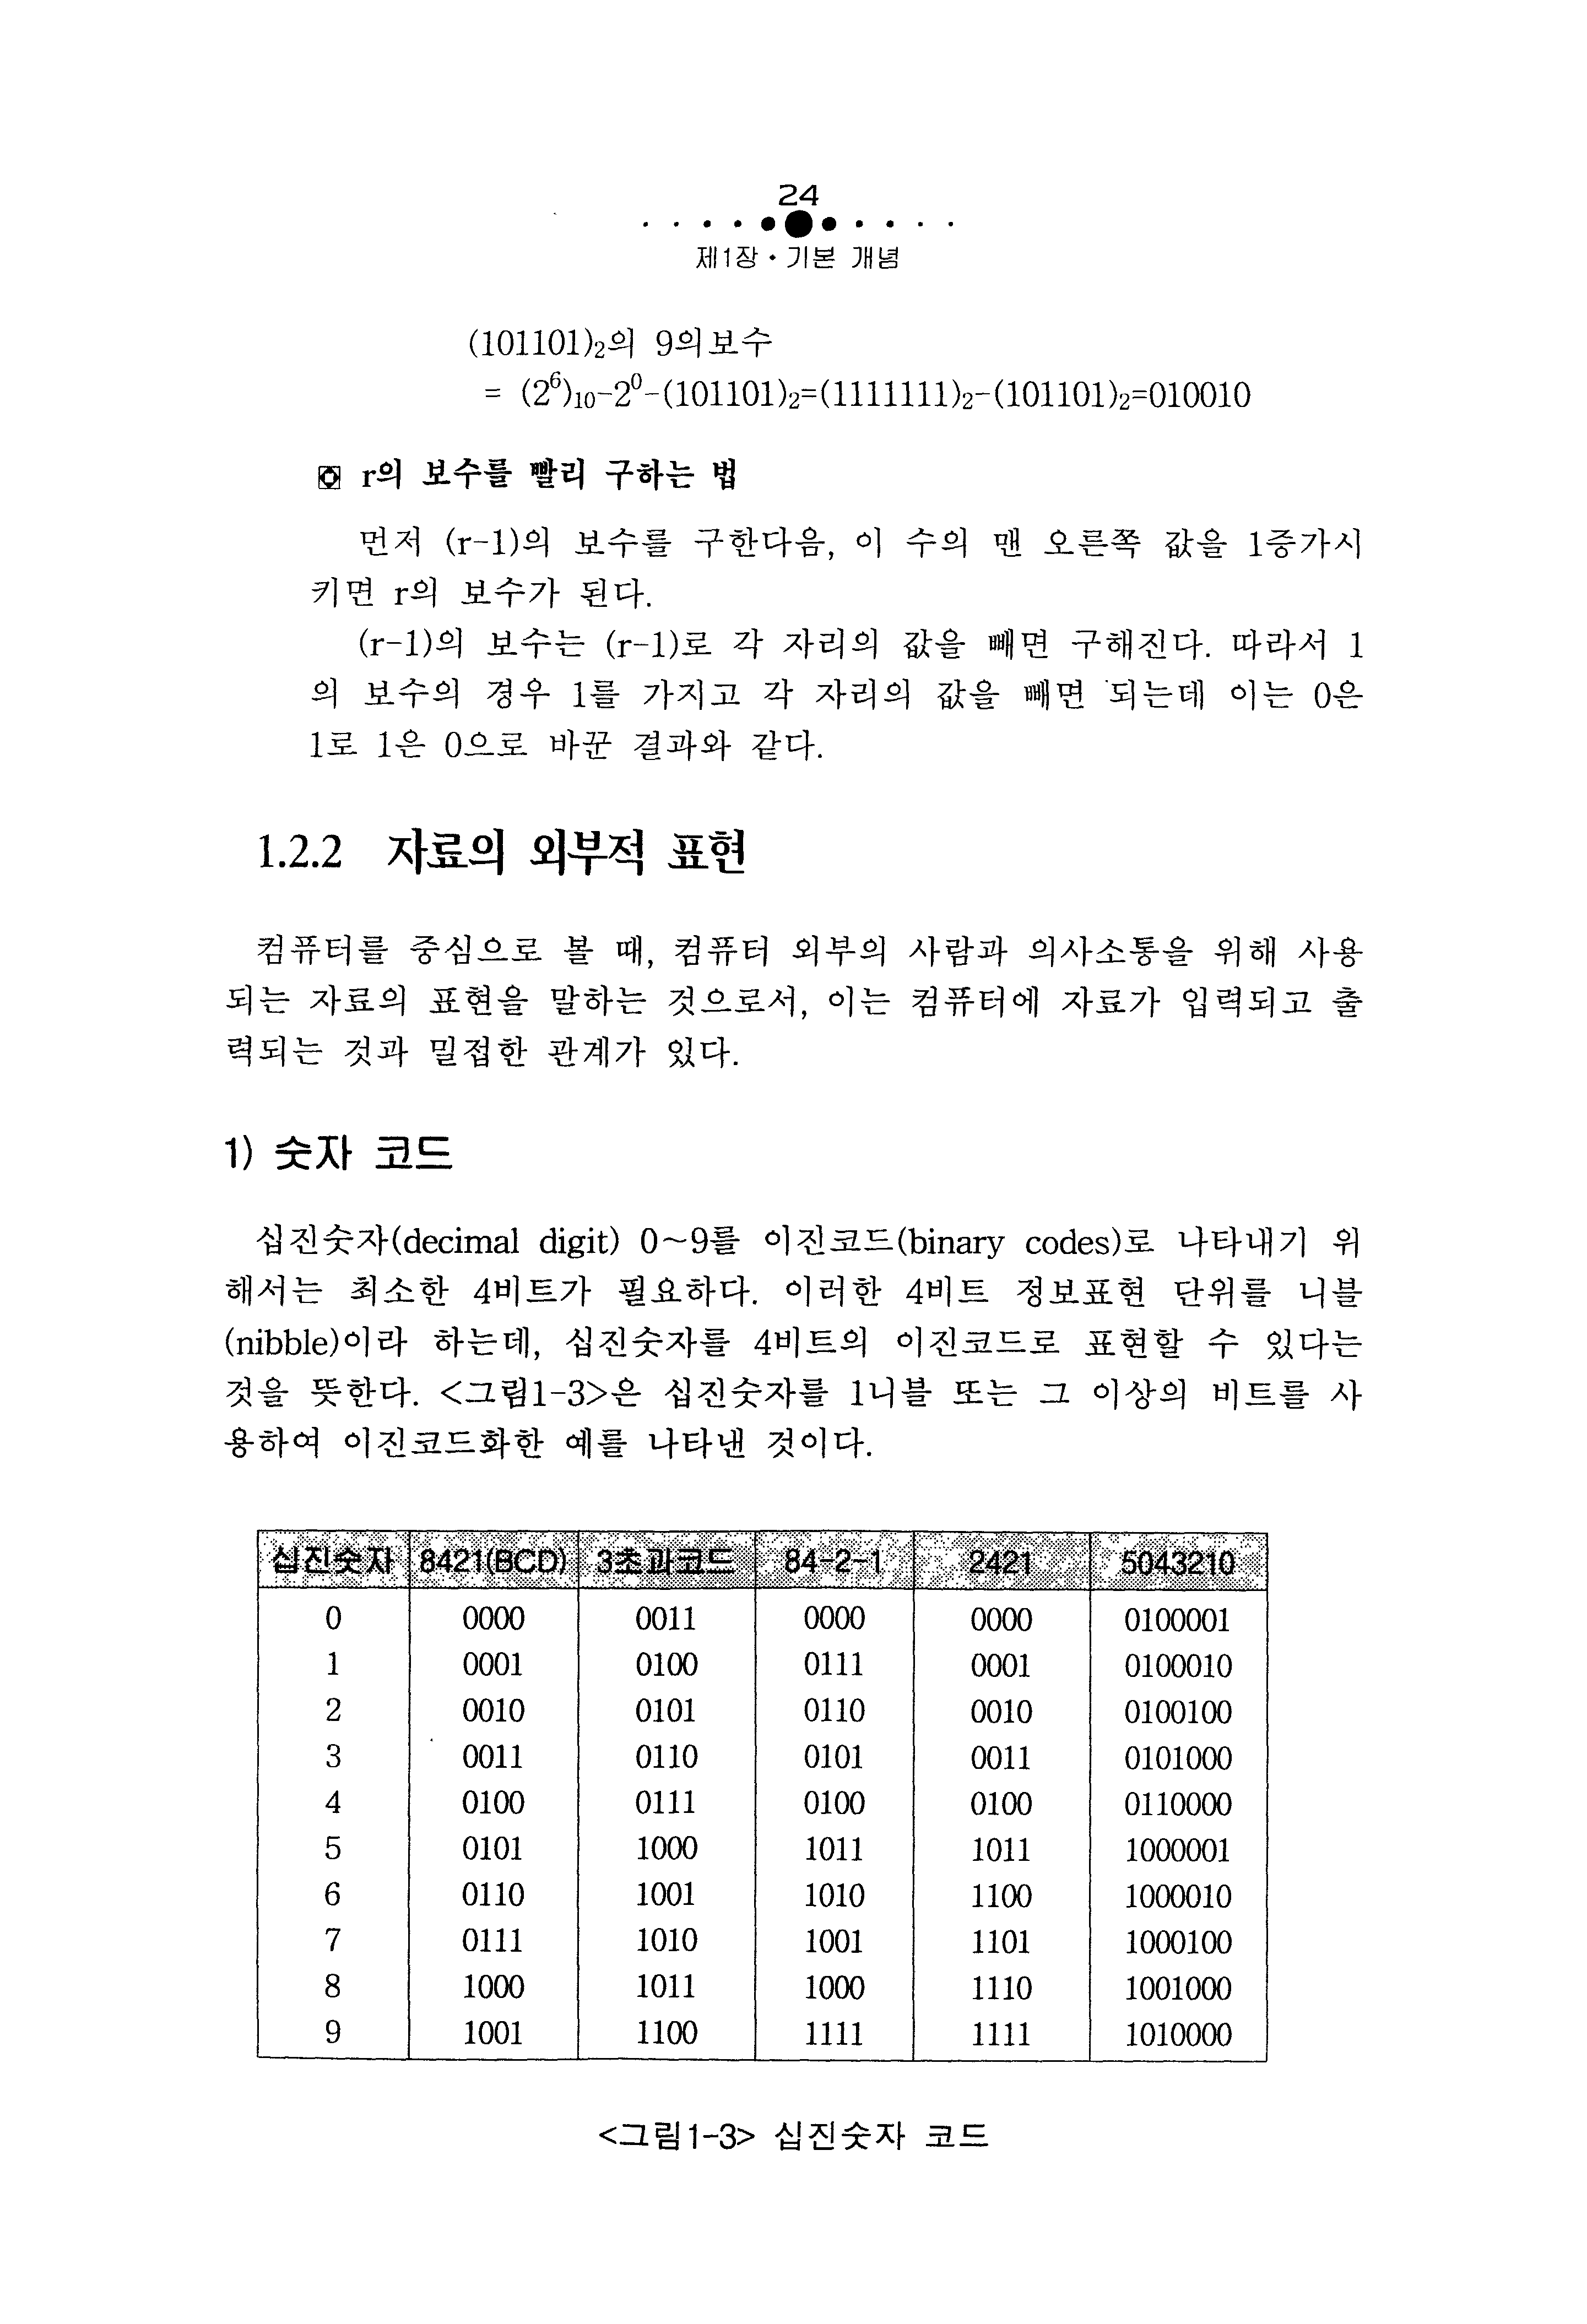 24
제1장 • 기본 개념
(101101)₂의 9의보수
= (2⁶)₁₀-2⁰-(101101)₂=(1111111)₂-(101101)₂=010010
r의 보수를 빨리 구하는 법
먼저 (r-1)의 보수를 구한다음, 이 수의 맨 오른쪽 값을 1증가시
키면 r의 보수가 된다.
(r-1)의 보수는 (r-1)로 각 자리의 값을 빼면 구해진다. 따라서 1
의 보수의 경우 1를 가지고 각 자리의 값을 빼면 되는데 이는 0은
1로 1은 0으로 바꾼 결과와 같다.
1.2.2 자료의 외부적 표현
컴퓨터를 중심으로 볼 때, 컴퓨터 외부의 사람과 의사소통을 위해 사용
되는 자료의 표현을 말하는 것으로서, 이는 컴퓨터에 자료가 입력되고 출
력되는 것과 밀접한 관계가 있다.
1) 숫자 코드
십진숫자(decimal digit) 0~9를 이진코드(binary codes)로 나타내기 위
해서는 최소한 4비트가 필요하다. 이러한 4비트 정보표현 단위를 니블
(nibble)이라 하는데, 십진숫자를 4비트의 이진코드로 표현할 수 있다는
것을 뜻한다. <그림1-3>은 십진숫자를 1니블 또는 그 이상의 비트를 사
용하여 이진코드화한 예를 나타낸 것이다.
십진숫자 8421(BCD) 3초과코드 84-2-1 2421 5043210
0 0000 0011 0000 0000 0100001
1 0001 0100 0111 0001 0100010
2 0010 0101 0110 0010 0100100
3 0011 0110 0101 0011 0101000
4 0100 0111 0100 0100 0110000
5 0101 1000 1011 1011 1000001
6 0110 1001 1010 1100 1000010
7 0111 1010 1001 1101 1000100
8 1000 1011 1000 1110 1001000
9 1001 1100 1111 1111 1010000
<그림1-3> 십진숫자 코드